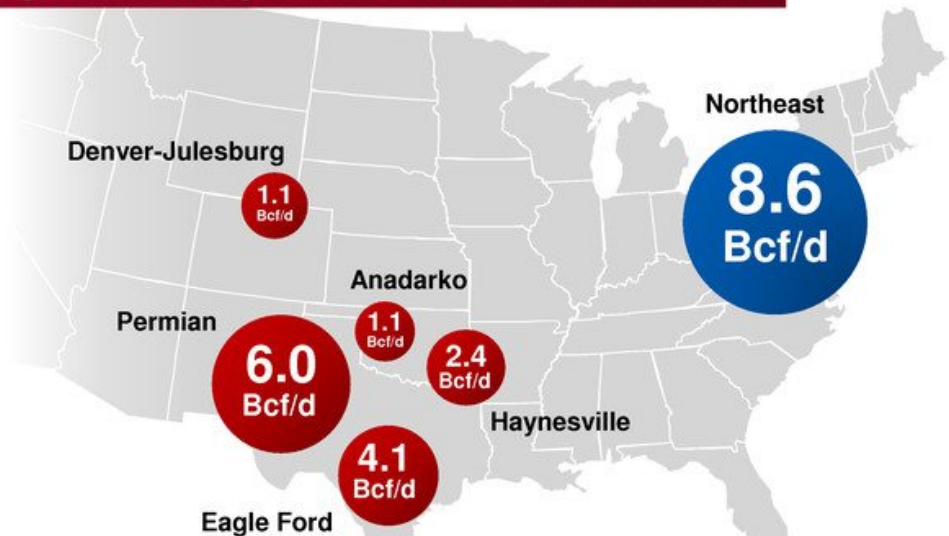 Northeast
8.6
Bcf/d
Denver-Julesburg
1.1
Bcf/d
Anadarko
1.1
Bcf/d
Permian
6.0
Bcf/d
2.4
Bcf/d
Haynesville
4.1
Bcf/d
Eagle Ford